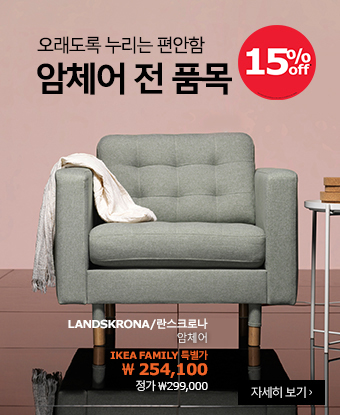 오래도록 누리는 편안함
암체어 전 품목
15%
off
LANDSKRONA/란스크로나
암체어
IKEA FAMILY 특별가
₩ 254,100
정가 ₩299,000
자세히 보기 >